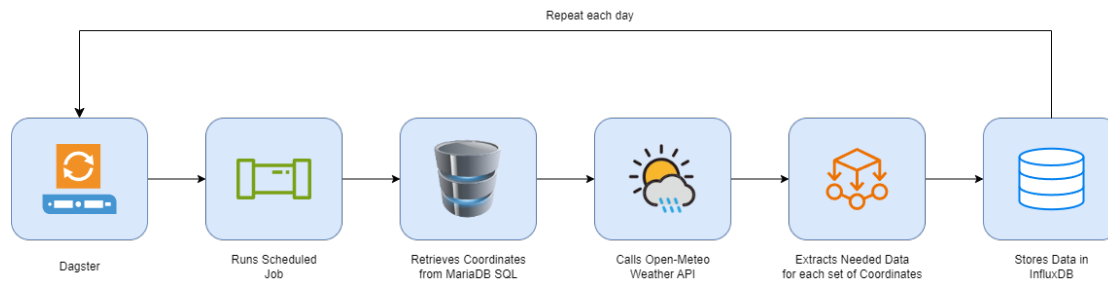 Repeat each day
Dagster
Runs Scheduled
Job
Retrieves Coordinates
from MariaDB SQL
Calls Open-Meteo
Weather API
Extracts Needed Data
for each set of Coordinates
Stores Data in
InfluxDB